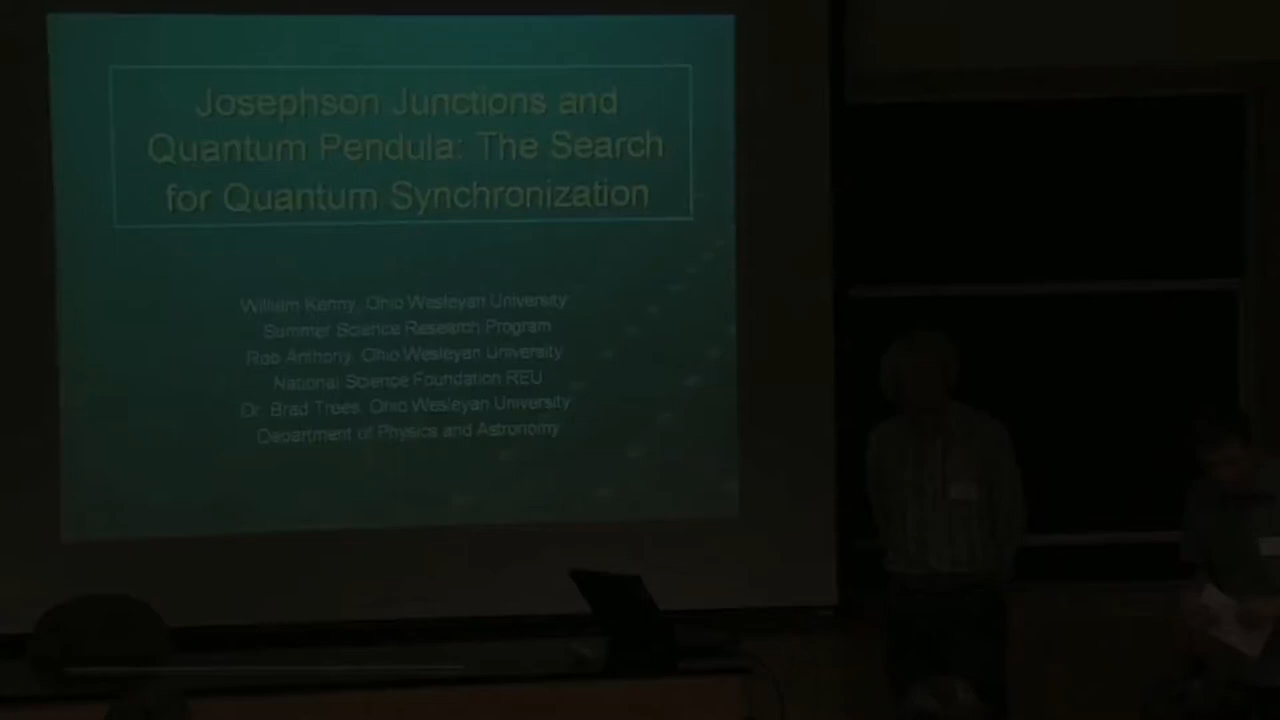 Josephson Junctions and
Quantum Pendula: The Search
for Quantum Synchronization
William Kenny, Ohio Wesleyan University
Summer Science Research Program
Rob Anthony, Ohio Wesleyan University
National Science Foundation REU
Dr. Brad Trees, Ohio Wesleyan University
Department of Physics and Astronomy